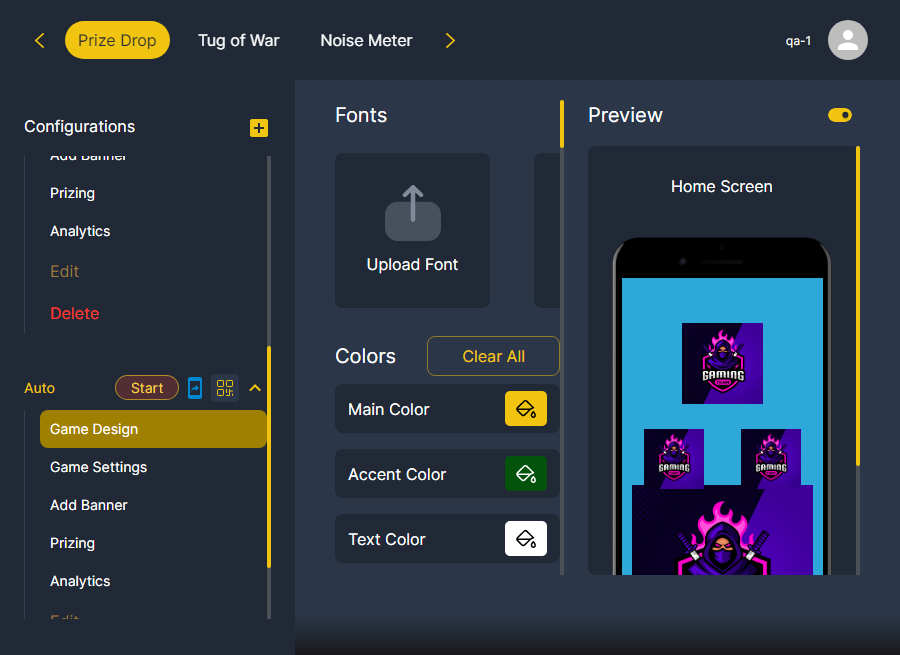 Prize Drop
Tug of War
Noise Meter
qa-1
Configurations
Add Banner
Prizing
Analytics
Edit
Delete
Auto
Start
Game Design
Game Settings
Add Banner
Prizing
Analytics
Edit
Fonts
Upload Font
Colors
Clear All
Main Color
Accent Color
Text Color
Preview
Home Screen
GAMING
GAMING
GAMING